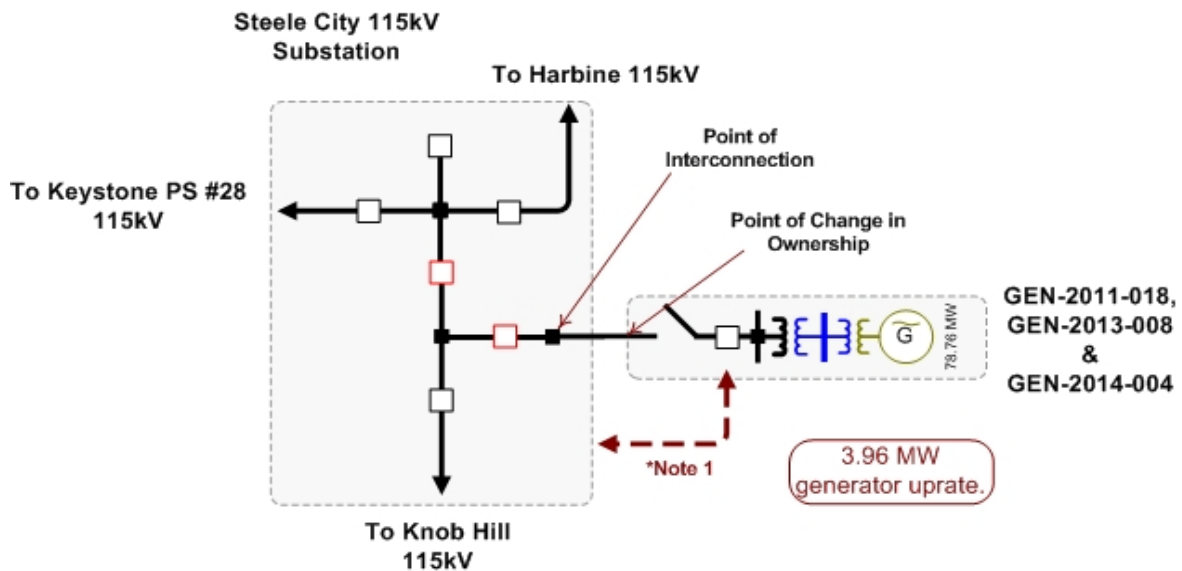 Steele City 115kV
Substation
To Harbine 115kV
Point of
Interconnection
To Keystone PS #28
115kV
Point of Change in
Ownership
GEN-2011-018,
GEN-2013-008
&
GEN-2014-004
78.76 MW
G
*Note 1
3.96 MW
generator uprate.
To Knob Hill
115kV